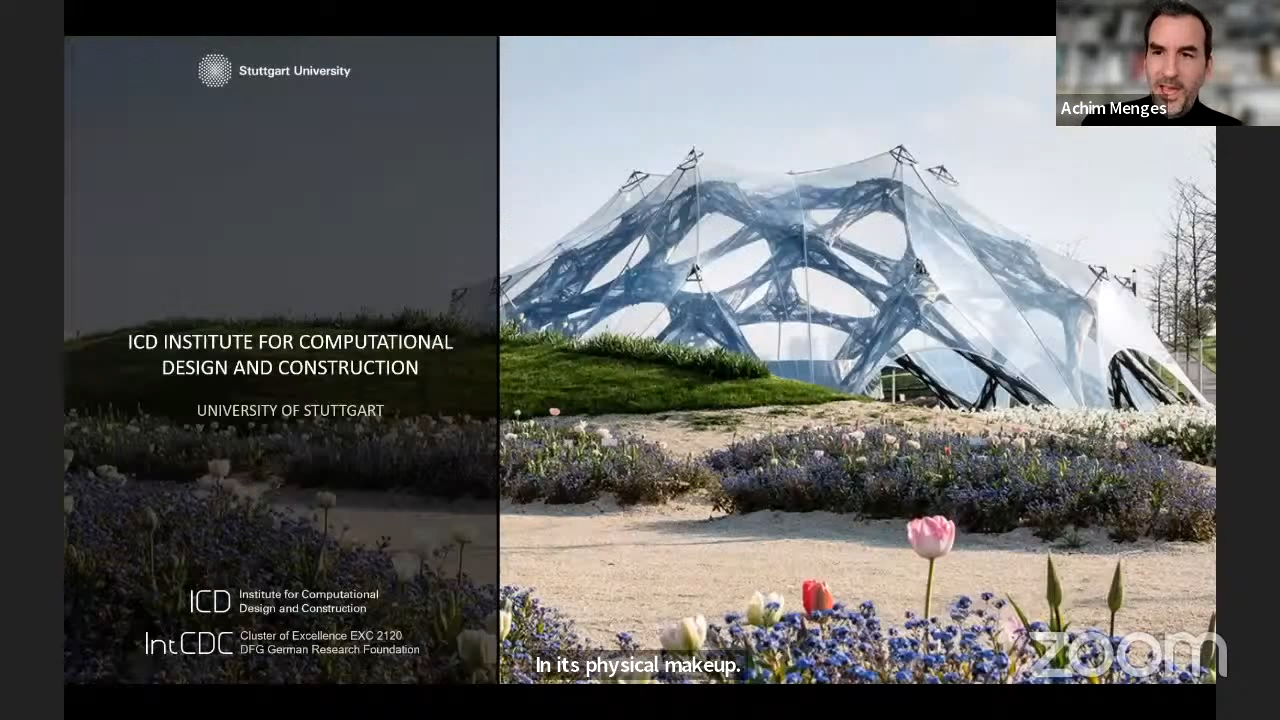 Stuttgart University
Achim Menges
ICD INSTITUTE FOR COMPUTATIONAL
DESIGN AND CONSTRUCTION
UNIVERSITY OF STUTTGART
ICD Institute for Computational
Design and Construction
IntCDC Cluster of Excellence EXC 2120
DFG German Research Foundation
In its physical makeup.
zoom